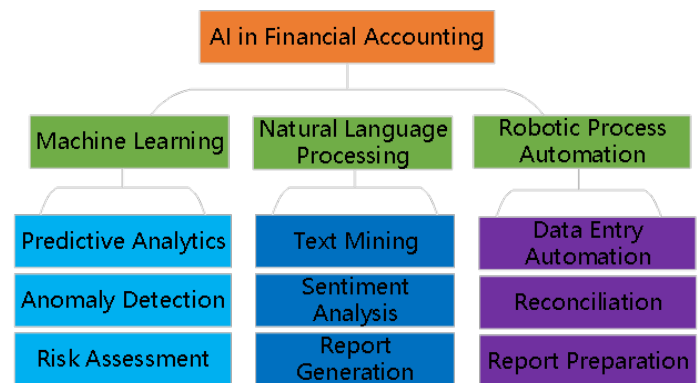 AI in Financial Accounting
Machine Learning
Natural Language
Processing
Robotic Process
Automation
Predictive Analytics
Anomaly Detection
Risk Assessment
Text Mining
Sentiment
Analysis
Report
Generation
Data Entry
Automation
Reconciliation
Report Preparation